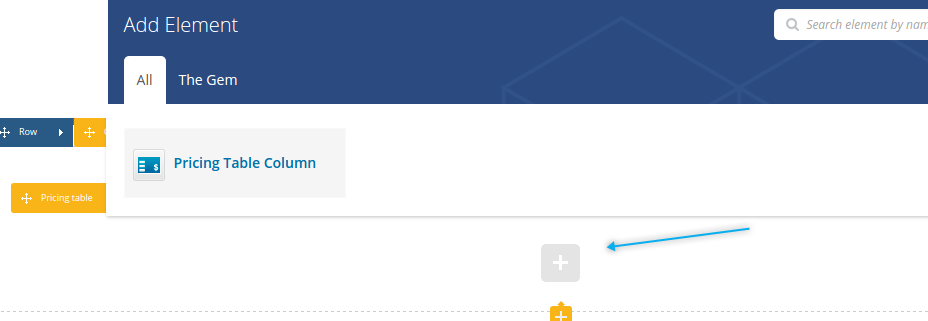 Add Element
Search element by nam
All
The Gem
Row
Pricing Table Column
$
Pricing table